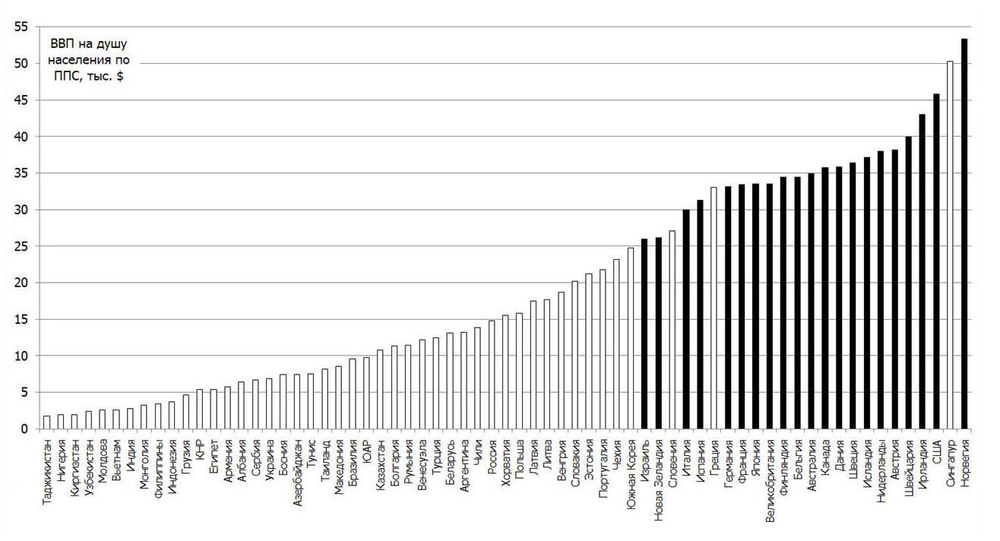 ВВП на душу
населения по
ППС, тыс. $
55
50
45
40
35
30
25
20
15
10
5
0
Таджикистан
Нигерия
Киргиастан
Узбекистан
Молдова
Вьетнам
Индия
Монголия
Филиппины
Индонезия
Грузия
КНР
Египет
Армения
Албания
Сербия
Украина
Босния
Азербайджан
Тунис
Таиланд
Македония
Бразилия
ЮАР
Казахстан
Болгария
Румыния
Венесуэла
Турция
Беларусь
Аргентина
Чили
Россия
Хорватия
Польша
Латвия
Литва
Венгрия
Словакия
Эстония
Португалия
Чехия
Южная Корея
Израиль
Новая Зеландия
Словения
Италия
Испания
Греция
Германия
Франция
Япония
Великобритания
Финляндия
Бельгия
Австралия
Канада
Дания
Швеция
Исландия
Нидерланды
Австрия
Швейцария
Ирландия
США
Сингапур
Норвегия